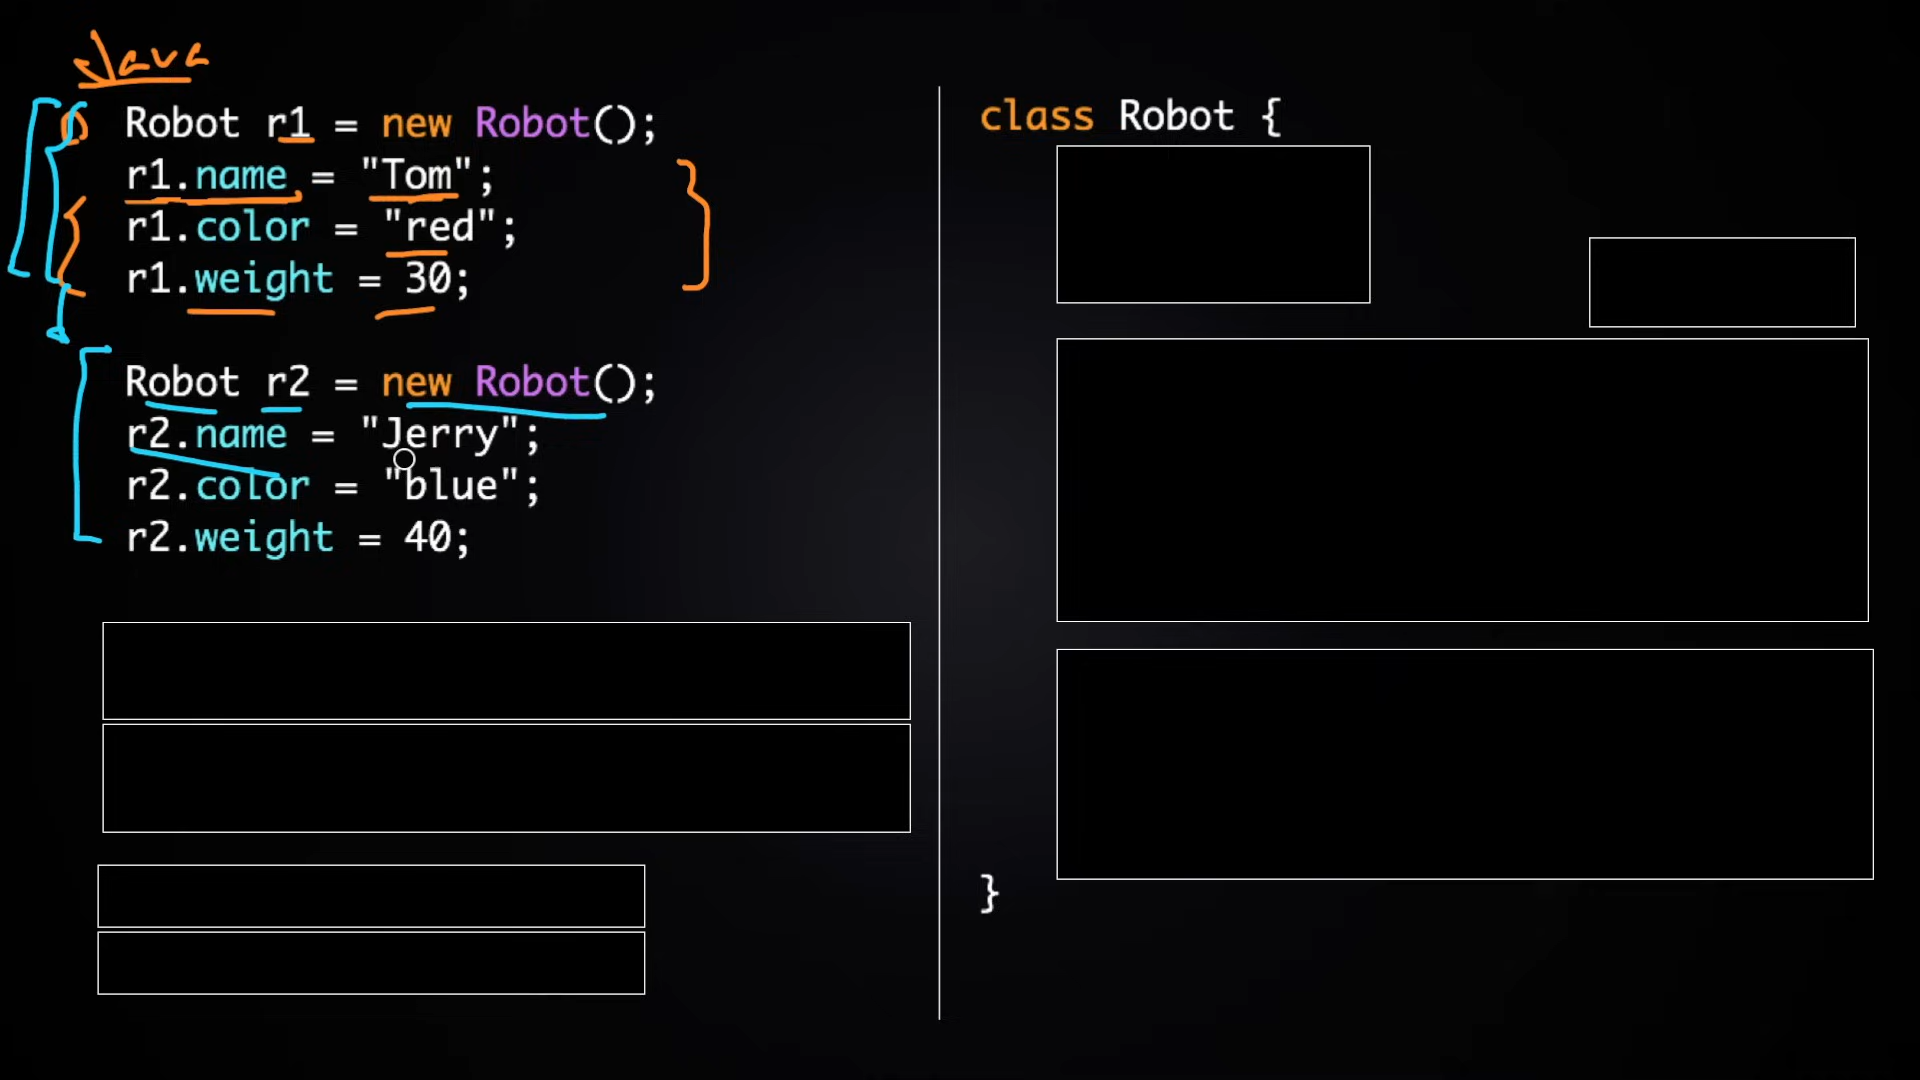 Java
Robot r1 = new Robot();
r1.name = "Tom";
r1.color = "red";
r1.weight = 30;
Robot r2 = new Robot();
r2.name = "Jerry";
r2.color = "blue";
r2.weight = 40;
class Robot {
}